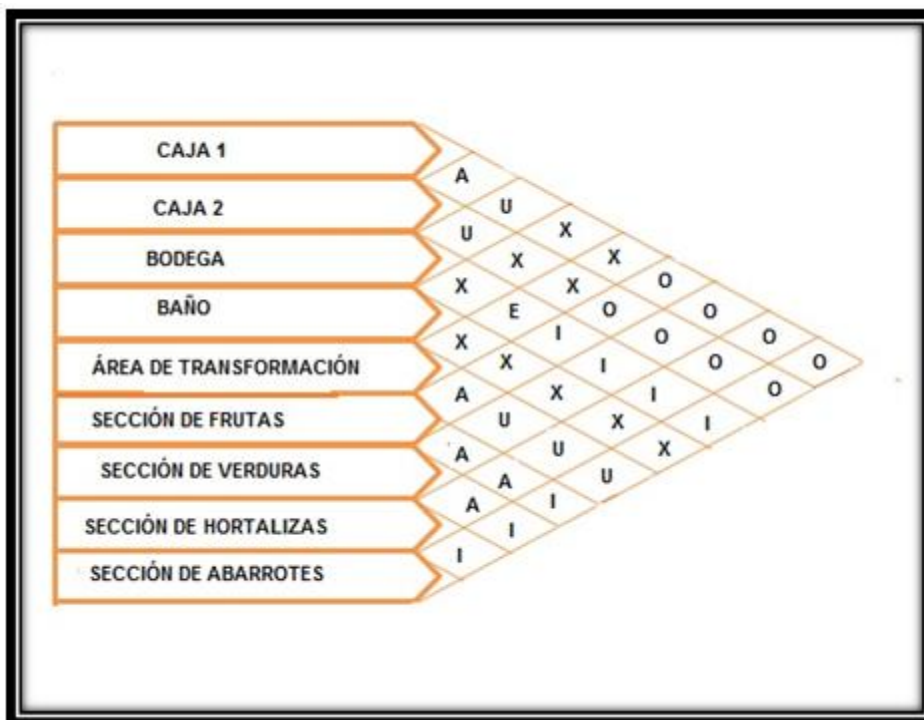 CAJA 1
CAJA 2
BODEGA
BAÑO
ÁREA DE TRANSFORMACIÓN
SECCIÓN DE FRUTAS
SECCIÓN DE VERDURAS
SECCIÓN DE HORTALIZAS
SECCIÓN DE ABARROTES
A U X X O O O O
U X X O O O O
X E I I I I
X X X X X
A U U U
A A I
A I
I